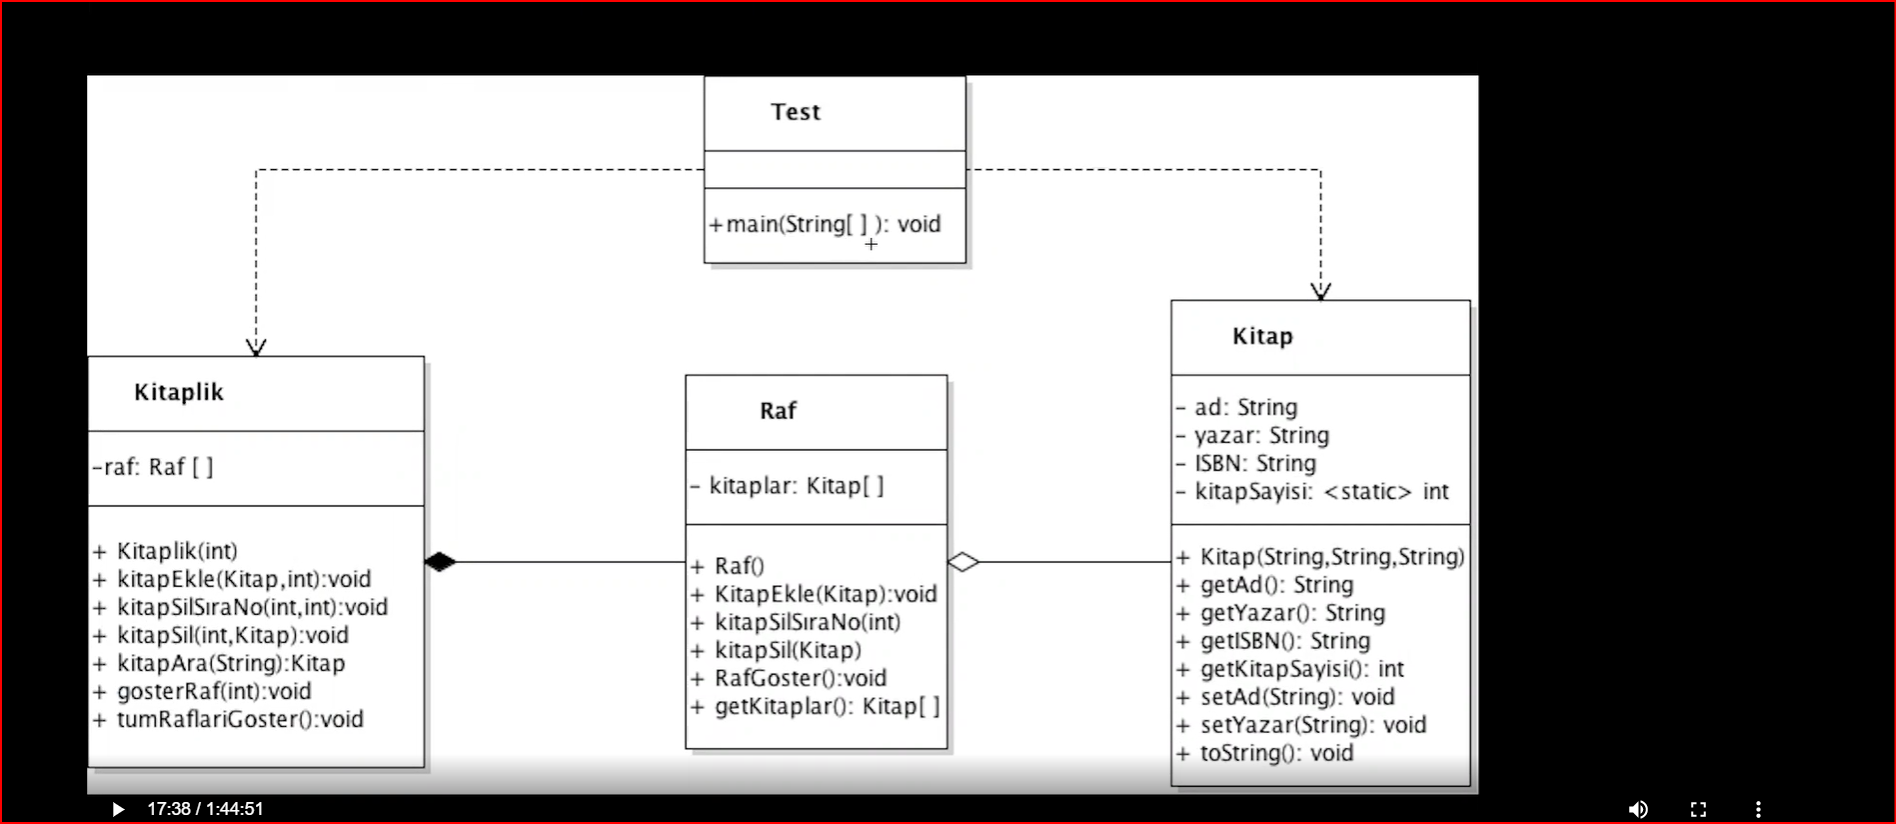 Test
+main(String[ ] ): void
Kitaplik
-raf: Raf [ ]
+ Kitaplik(int)
+ kitapEkle(Kitap,int):void
+ kitapSilSıraNo(int,int):void
+ kitapSil(int,Kitap):void
+ kitapAra(String):Kitap
+ gosterRaf(int):void
+ tumRaflariGoster():void
Raf
- kitaplar: Kitap[ ]
+ Raf()
+ KitapEkle(Kitap):void
+ kitapSilSıraNo(int)
+ kitapSil(Kitap)
+ RafGoster():void
+ getKitaplar(): Kitap[ ]
Kitap
- ad: String
- yazar: String
- ISBN: String
- kitapSayisi: <static> int
+ Kitap(String,String,String)
+ getAd(): String
+ getYazar(): String
+ getISBN(): String
+ getKitapSayisi(): int
+ setAd(String): void
+ setYazar(String): void
+ toString(): void
17:38 / 1:44:51